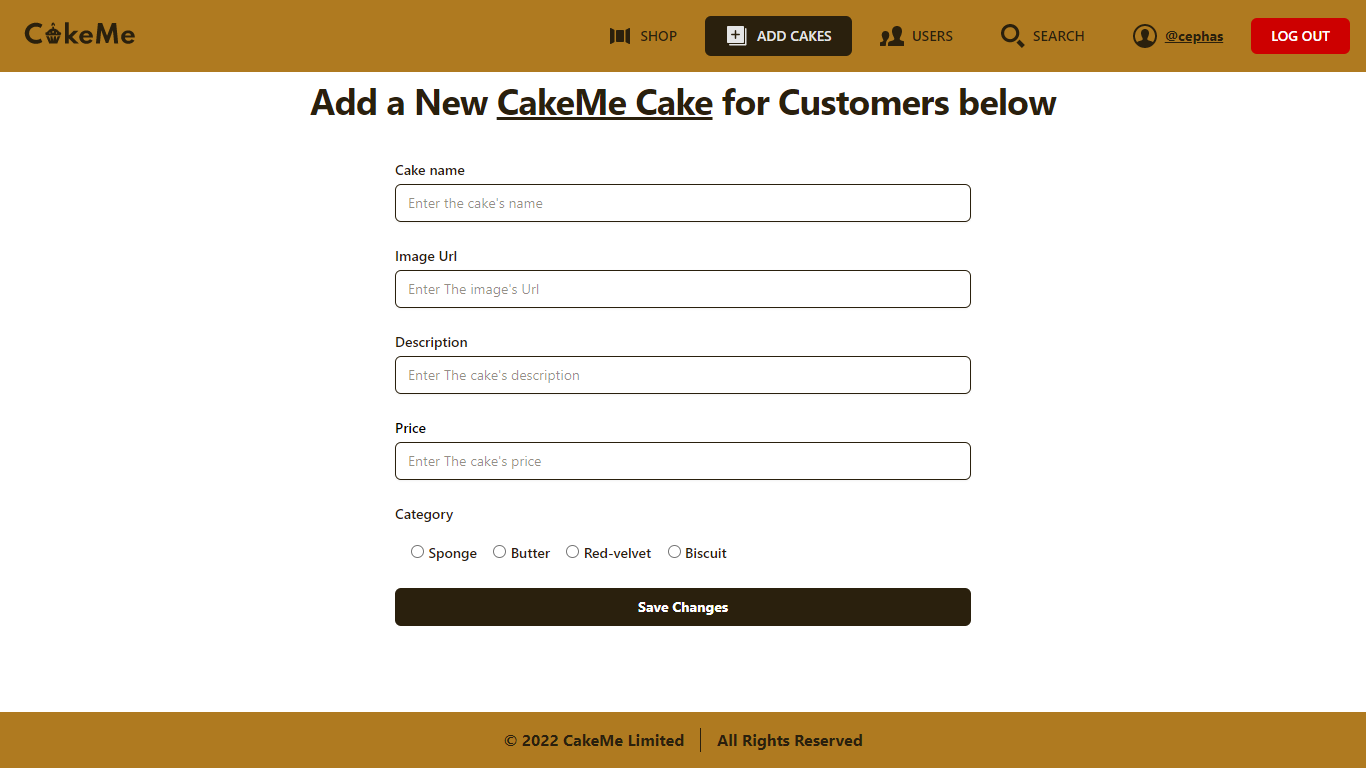 CakeMe SHOP ADD CAKES USERS SEARCH @cephas LOG OUT
Add a New CakeMe Cake for Customers below
Cake name
Enter the cake's name
Image Url
Enter The image's Url
Description
Enter The cake's description
Price
Enter The cake's price
Category
Sponge Butter Red-velvet Biscuit
Save Changes
© 2022 CakeMe Limited All Rights Reserved